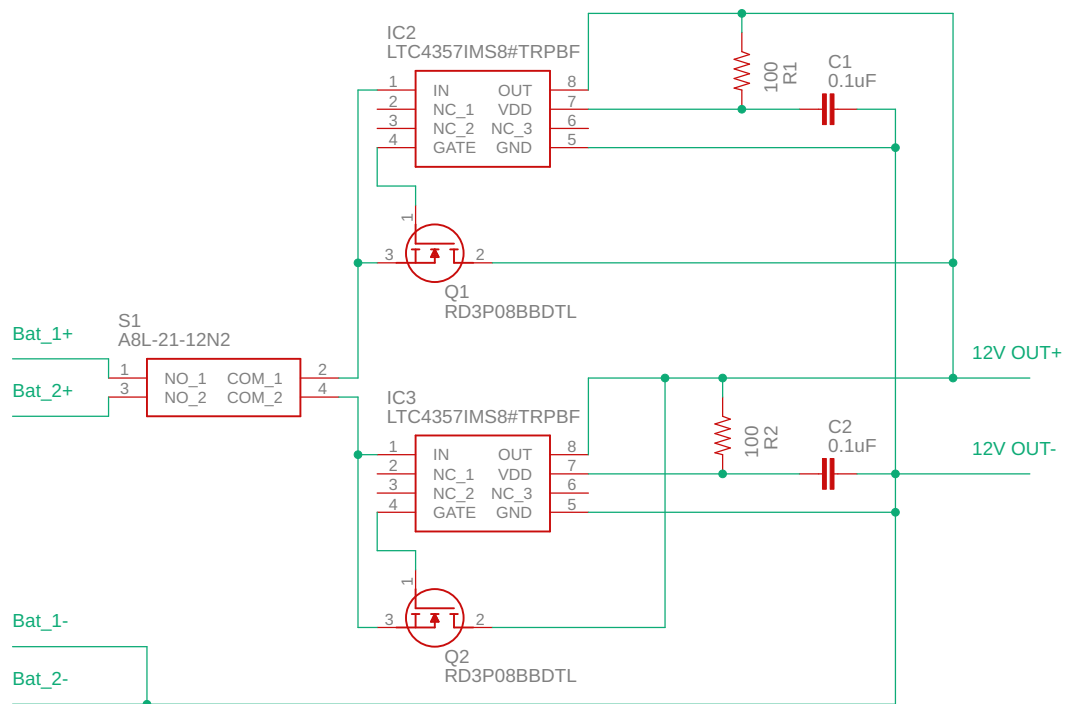 IC2
LTC4357IMS8#TRPBF
1 IN OUT 8
2 NC_1 VDD 7
3 NC_2 NC_3 6
4 GATE GND 5
100
R1
C1
0.1uF
1
3 2
Q1
RD3P08BBDTL
S1
A8L-21-12N2
Bat_1+
Bat_2+
1 NO_1 COM_1 2
3 NO_2 COM_2 4
12V OUT+
12V OUT-
IC3
LTC4357IMS8#TRPBF
1 IN OUT 8
2 NC_1 VDD 7
3 NC_2 NC_3 6
4 GATE GND 5
100
R2
C2
0.1uF
1
3 2
Q2
RD3P08BBDTL
Bat_1-
Bat_2-